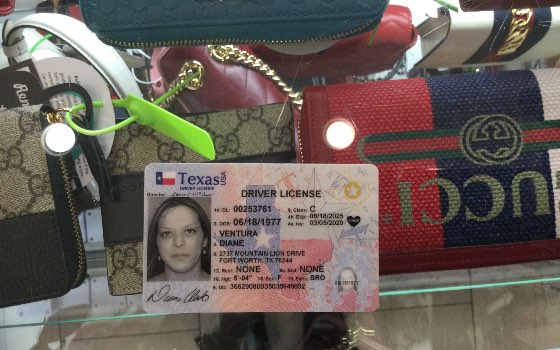 Texas USA
DRIVER LICENSE
DRIVER LICENSE
Director
4d. DL: 00253761 9. Class: C
4b. Exp: 08/18/2025
3. DOB: 06/18/1977 4a. Iss: 03/05/2020
1. VENTURA
2. DIANE
8. 2737 MOUNTAIN LION DRIVE
FORT WORTH, TX 76244
12. Rest: NONE 9a. End: NONE
16. Hgt: 5'-04" 15. Sex: F 18. Eyes: BRO
5. DD:
GUCCI